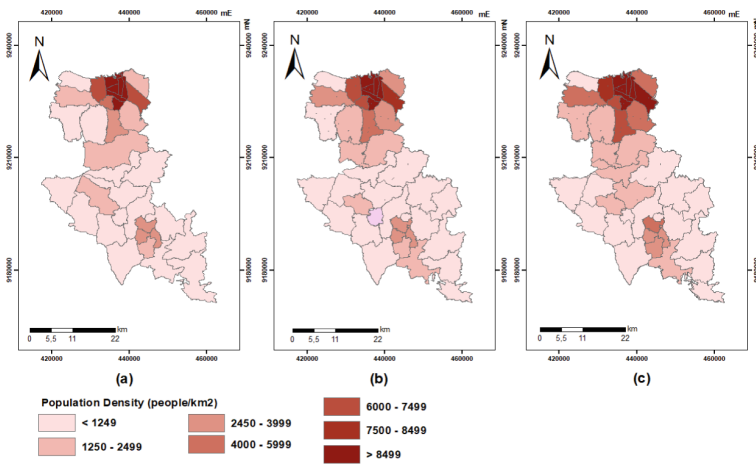 420000 440000 460000 mE
420000 440000 460000 mE
420000 440000 460000 mE
9240000 mN
9240000 mN
9240000 mN
N
N
N
9210000
9210000
9210000
9180000
9180000
9180000
km
0 5,5 11 22
km
0 5,5 11 22
km
0 5,5 11 22
420000 440000 460000
420000 440000 460000
420000 440000 460000
(a) (b) (c)
Population Density (people/km2)
< 1249
1250 - 2499
2450 - 3999
4000 - 5999
6000 - 7499
7500 - 8499
> 8499